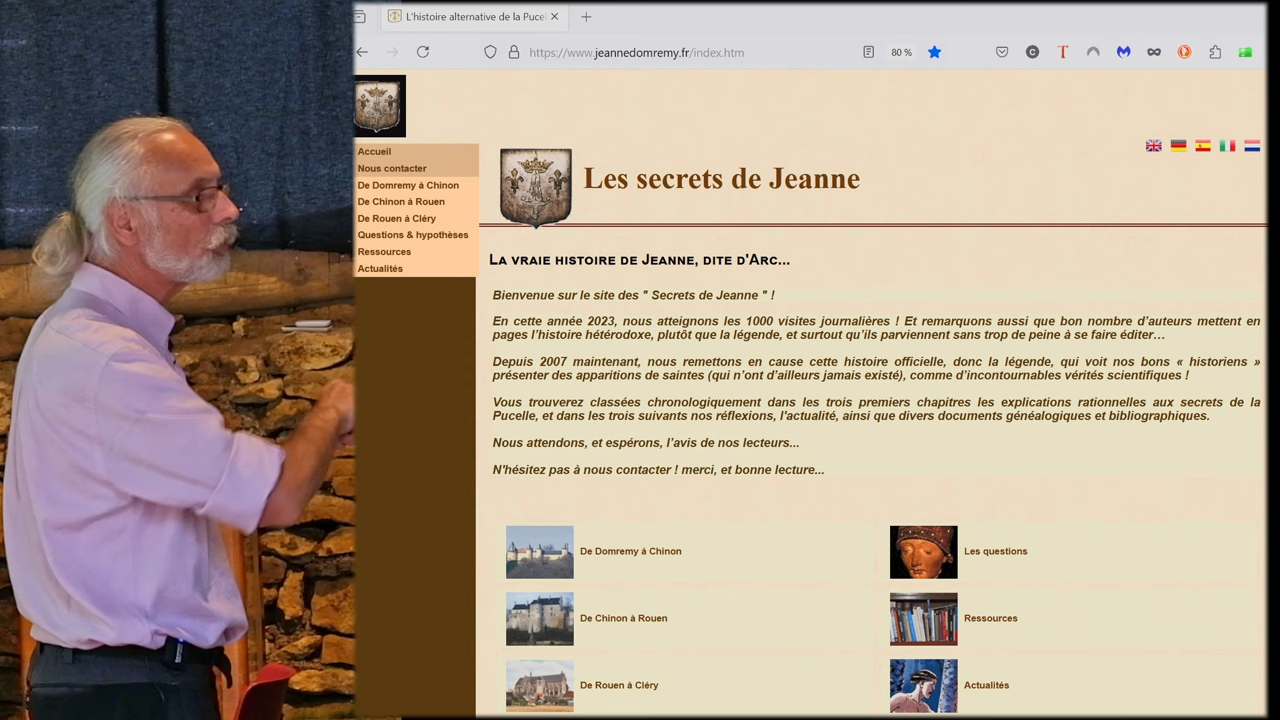 L'histoire alternative de la Puce
https://www.jeannedomremy.fr/index.htm
80 %
Accueil
Nous contacter
De Domremy à Chinon
De Chinon à Rouen
De Rouen à Cléry
Questions & hypothèses
Ressources
Actualités
Les secrets de Jeanne
La vraie histoire de Jeanne, dite d'Arc...
Bienvenue sur le site des " Secrets de Jeanne " !
En cette année 2023, nous atteignons les 1000 visites journalières ! Et remarquons aussi que bon nombre d'auteurs mettent en
pages l'histoire hétérodoxe, plutôt que la légende, et surtout qu'ils parviennent sans trop de peine à se faire éditer…
Depuis 2007 maintenant, nous remettons en cause cette histoire officielle, donc la légende, qui voit nos bons « historiens »
présenter des apparitions de saintes (qui n'ont d'ailleurs jamais existé), comme d'incontournables vérités scientifiques !
Vous trouverez classées chronologiquement dans les trois premiers chapitres les explications rationnelles aux secrets de la
Pucelle, et dans les trois suivants nos réflexions, l'actualité, ainsi que divers documents généalogiques et bibliographiques.
Nous attendons, et espérons, l'avis de nos lecteurs...
N'hésitez pas à nous contacter ! merci, et bonne lecture...
De Domremy à Chinon
Les questions
De Chinon à Rouen
Ressources
De Rouen à Cléry
Actualités